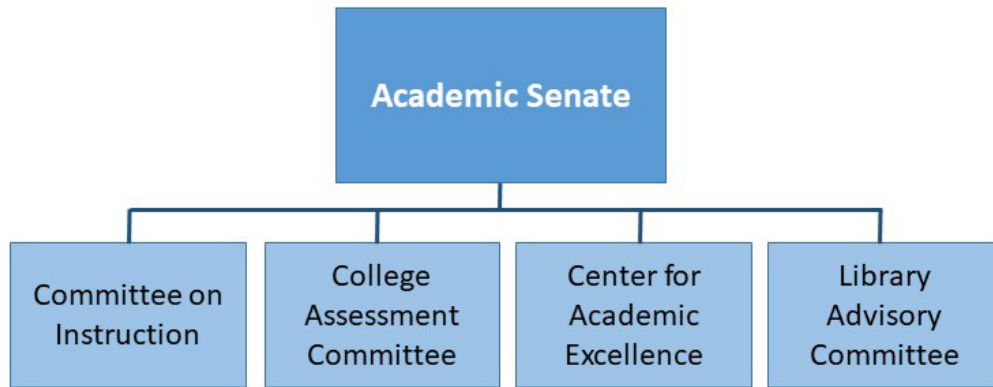 Academic Senate
Committee on
Instruction
College
Assessment
Committee
Center for
Academic
Excellence
Library
Advisory
Committee